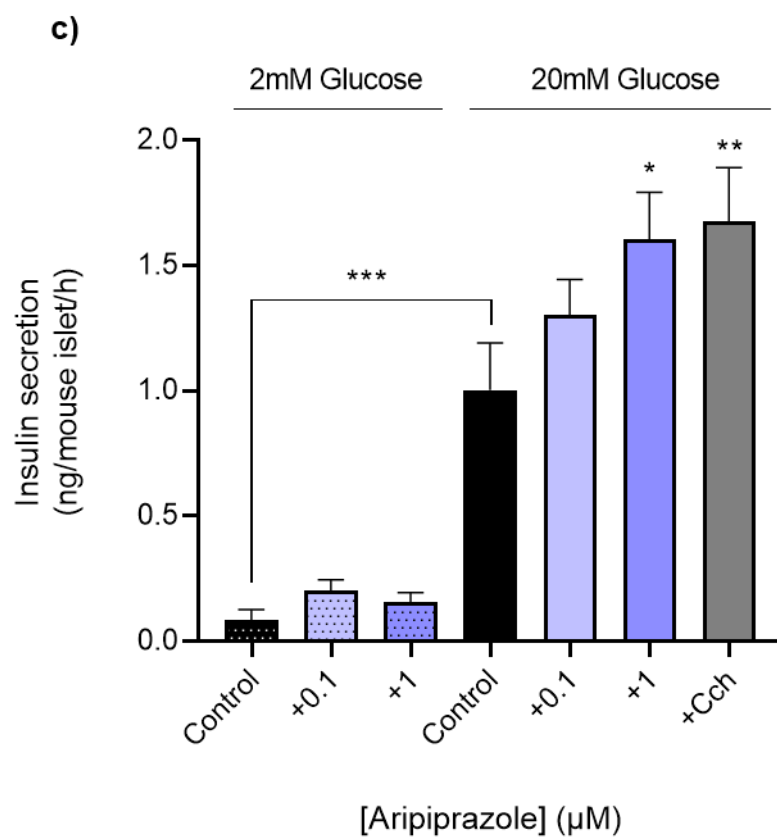 c)
2mM Glucose
20mM Glucose
2.0
1.5
1.0
0.5
0.0
Insulin secretion
(ng/mouse islet/h)
***
*
**
Control
+0.1
+1
Control
+0.1
+1
+Cch
[Aripiprazole] (µM)